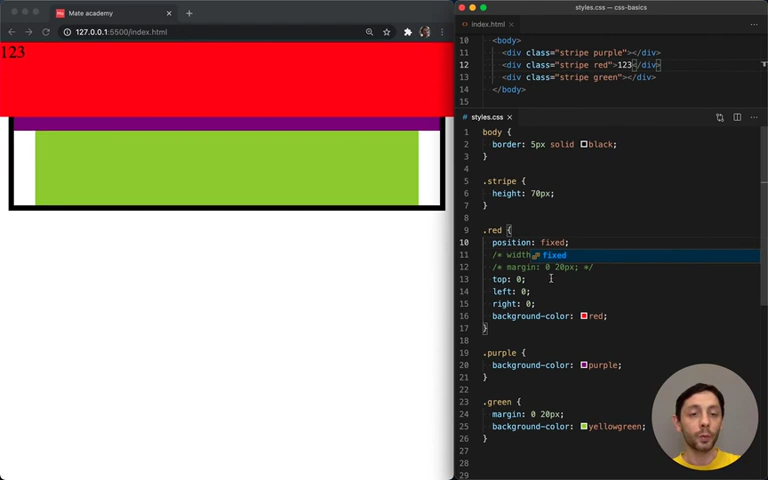 Mate academy
127.0.0.1:5500/index.html
123
styles.css — css-basics
index.html
10 <body>
11 <div class="stripe purple"></div>
12 <div class="stripe red">123</div>
13 <div class="stripe green"></div>
14 </body>
15
styles.css
1 body {
2 border: 5px solid black;
3 }
4
5 .stripe {
6 height: 70px;
7 }
8
9 .red {
10 position: fixed;
11 /* width fixed
12 /* margin: 0 20px; */
13 top: 0;
14 left: 0;
15 right: 0;
16 background-color: red;
17 }
18
19 .purple {
20 background-color: purple;
21 }
22
23 .green {
24 margin: 0 20px;
25 background-color: yellowgreen;
26 }
27
28
29